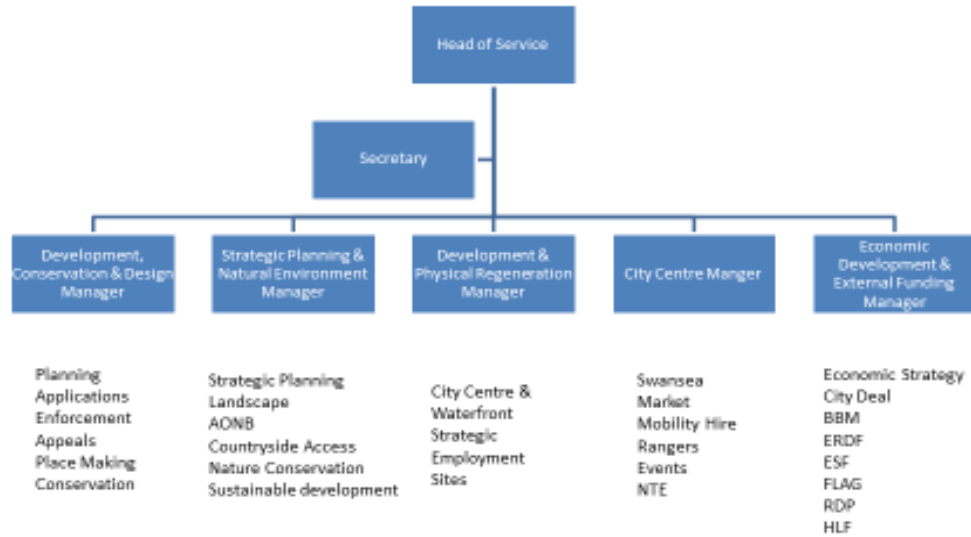 Head of Service
Secretary
Development,
Conservation & Design
Manager
Strategic Planning &
Natural Environment
Manager
Development &
Physical Regeneration
Manager
City Centre Manger
Economic
Development &
External Funding
Manager
Planning
Applications
Enforcement
Appeals
Place Making
Conservation
Strategic Planning
Landscape
AONB
Countryside Access
Nature Conservation
Sustainable development
City Centre &
Waterfront
Strategic
Employment
Sites
Swansea
Market
Mobility Hire
Rangers
Events
NTE
Economic Strategy
City Deal
BBM
ERDF
ESF
FLAG
RDP
HLF